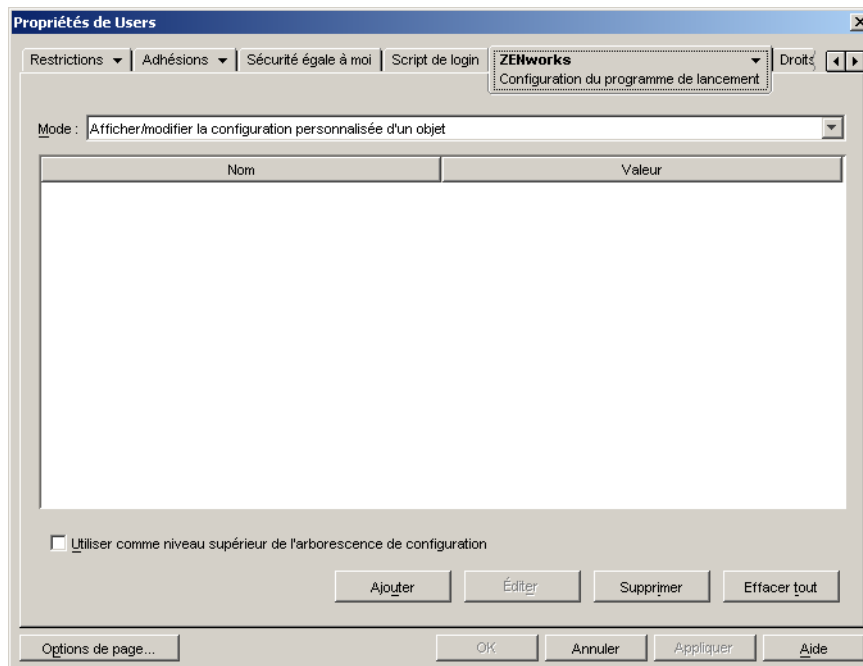 Propriétés de Users
Restrictions
Adhésions
Sécurité égale à moi
Script de login
ZENworks
Configuration du programme de lancement
Droits
Mode : Afficher/modifier la configuration personnalisée d'un objet
Nom Valeur
Utiliser comme niveau supérieur de l'arborescence de configuration
Ajouter Éditer Supprimer Effacer tout
Options de page... OK Annuler Appliquer Aide